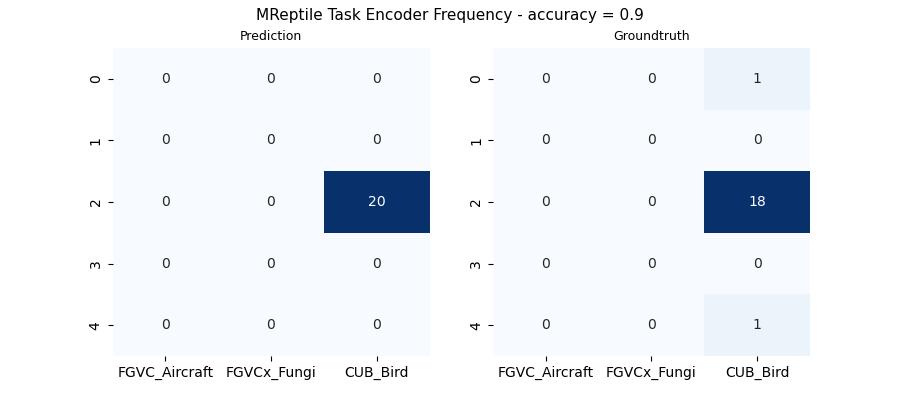 MReptile Task Encoder Frequency - accuracy = 0.9
Prediction
0 0 0 0
1 0 0 0
2 0 0 20
3 0 0 0
4 0 0 0
FGVC_Aircraft FGVCx_Fungi CUB_Bird
Groundtruth
0 0 0 1
1 0 0 0
2 0 0 18
3 0 0 0
4 0 0 1
FGVC_Aircraft FGVCx_Fungi CUB_Bird